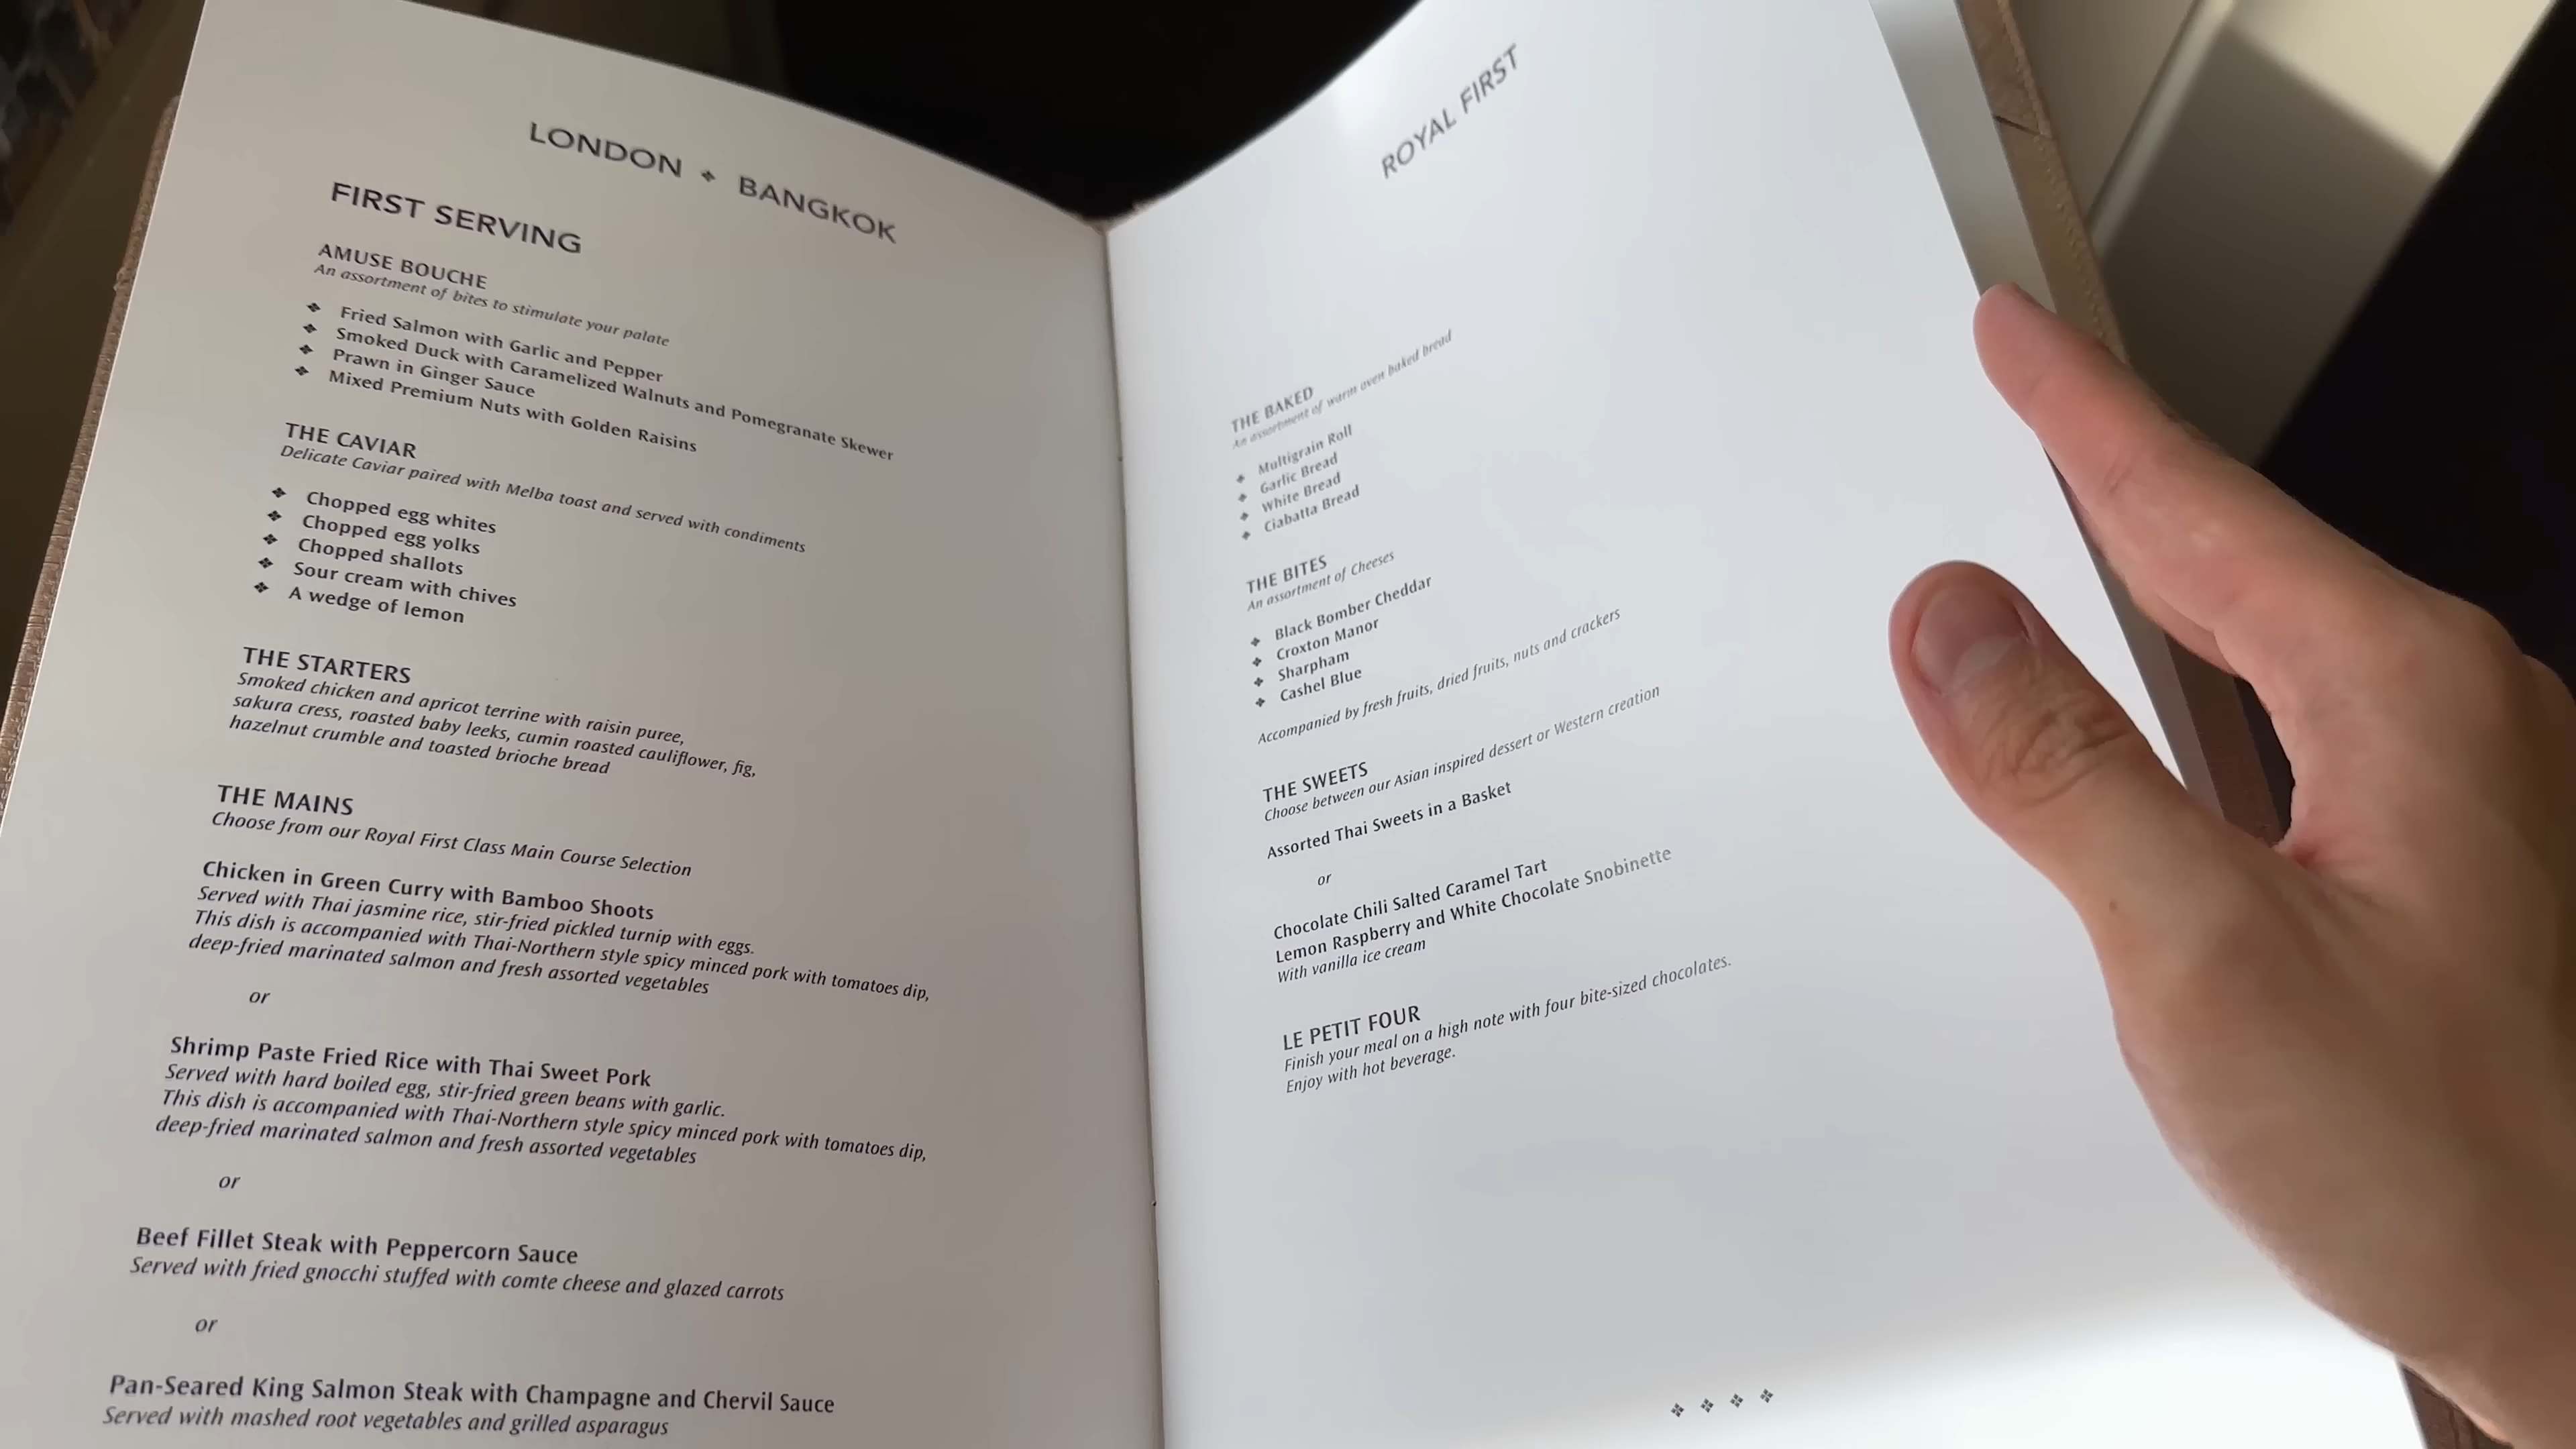 LONDON ❖ BANGKOK
FIRST SERVING
AMUSE BOUCHE
An assortment of bites to stimulate your palate
❖ Fried Salmon with Garlic and Pepper
❖ Smoked Duck with Caramelized Walnuts and Pomegranate Skewer
❖ Prawn in Ginger Sauce
❖ Mixed Premium Nuts with Golden Raisins
THE CAVIAR
Delicate Caviar paired with Melba toast and served with condiments
❖ Chopped egg whites
❖ Chopped egg yolks
❖ Chopped shallots
❖ Sour cream with chives
❖ A wedge of lemon
THE STARTERS
Smoked chicken and apricot terrine with raisin puree,
sakura cress, roasted baby leeks, cumin roasted cauliflower, fig,
hazelnut crumble and toasted brioche bread
THE MAINS
Choose from our Royal First Class Main Course Selection
Chicken in Green Curry with Bamboo Shoots
Served with Thai jasmine rice, stir-fried pickled turnip with eggs.
This dish is accompanied with Thai-Northern style spicy minced pork with tomatoes dip,
deep-fried marinated salmon and fresh assorted vegetables
or
Shrimp Paste Fried Rice with Thai Sweet Pork
Served with hard boiled egg, stir-fried green beans with garlic.
This dish is accompanied with Thai-Northern style spicy minced pork with tomatoes dip,
deep-fried marinated salmon and fresh assorted vegetables
or
Beef Fillet Steak with Peppercorn Sauce
Served with fried gnocchi stuffed with comte cheese and glazed carrots
or
Pan-Seared King Salmon Steak with Champagne and Chervil Sauce
Served with mashed root vegetables and grilled asparagus
ROYAL FIRST
THE BAKED
An assortment of warm oven baked bread
❖ Multigrain Roll
❖ Garlic Bread
❖ White Bread
❖ Ciabatta Bread
THE BITES
An assortment of Cheeses
❖ Black Bomber Cheddar
❖ Croxton Manor
❖ Sharpham
❖ Cashel Blue
Accompanied by fresh fruits, dried fruits, nuts and crackers
THE SWEETS
Choose between our Asian inspired dessert or Western creation
Assorted Thai Sweets in a Basket
or
Chocolate Chili Salted Caramel Tart
Lemon Raspberry and White Chocolate Snobinette
With vanilla ice cream
LE PETIT FOUR
Finish your meal on a high note with four bite-sized chocolates.
Enjoy with hot beverage.
❖ ❖ ❖ ❖